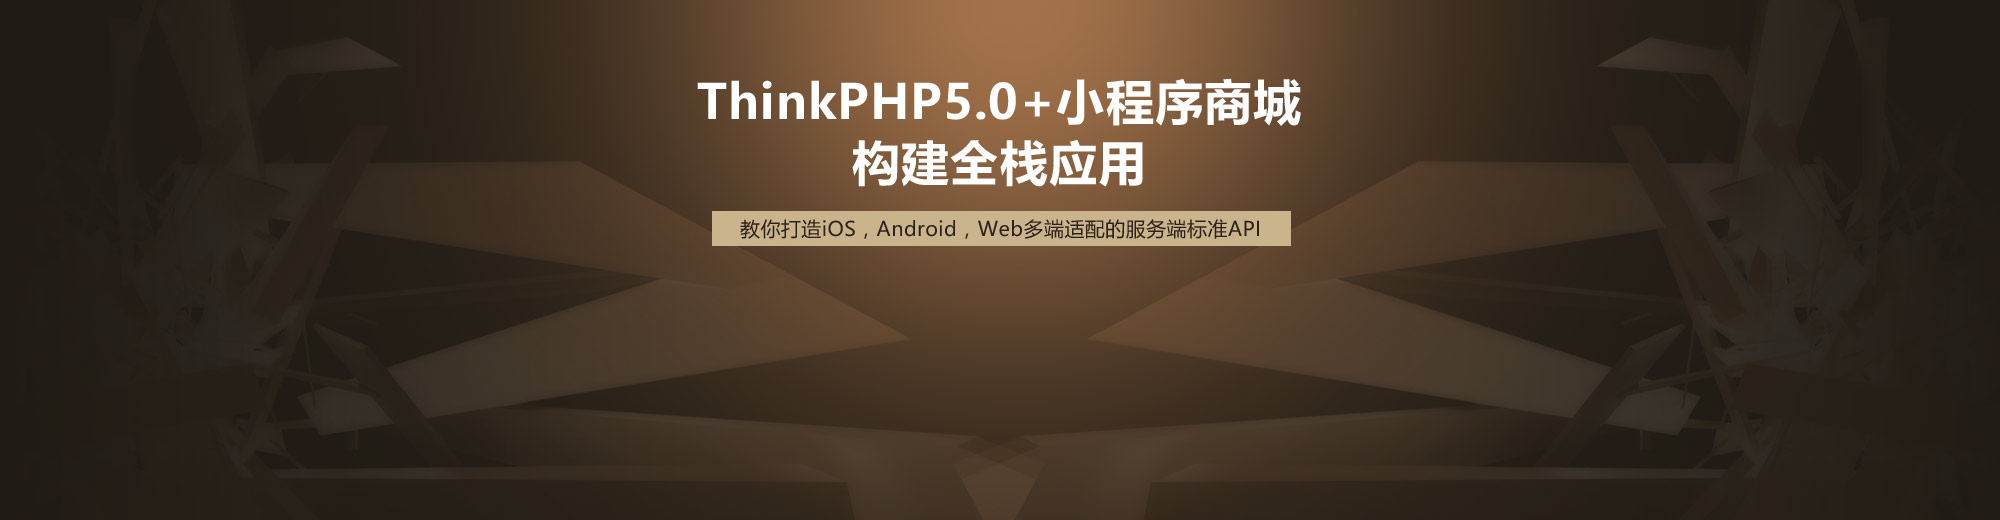 ThinkPHP5.0+小程序商城
构建全栈应用
教你打造iOS，Android，Web多端适配的服务端标准API